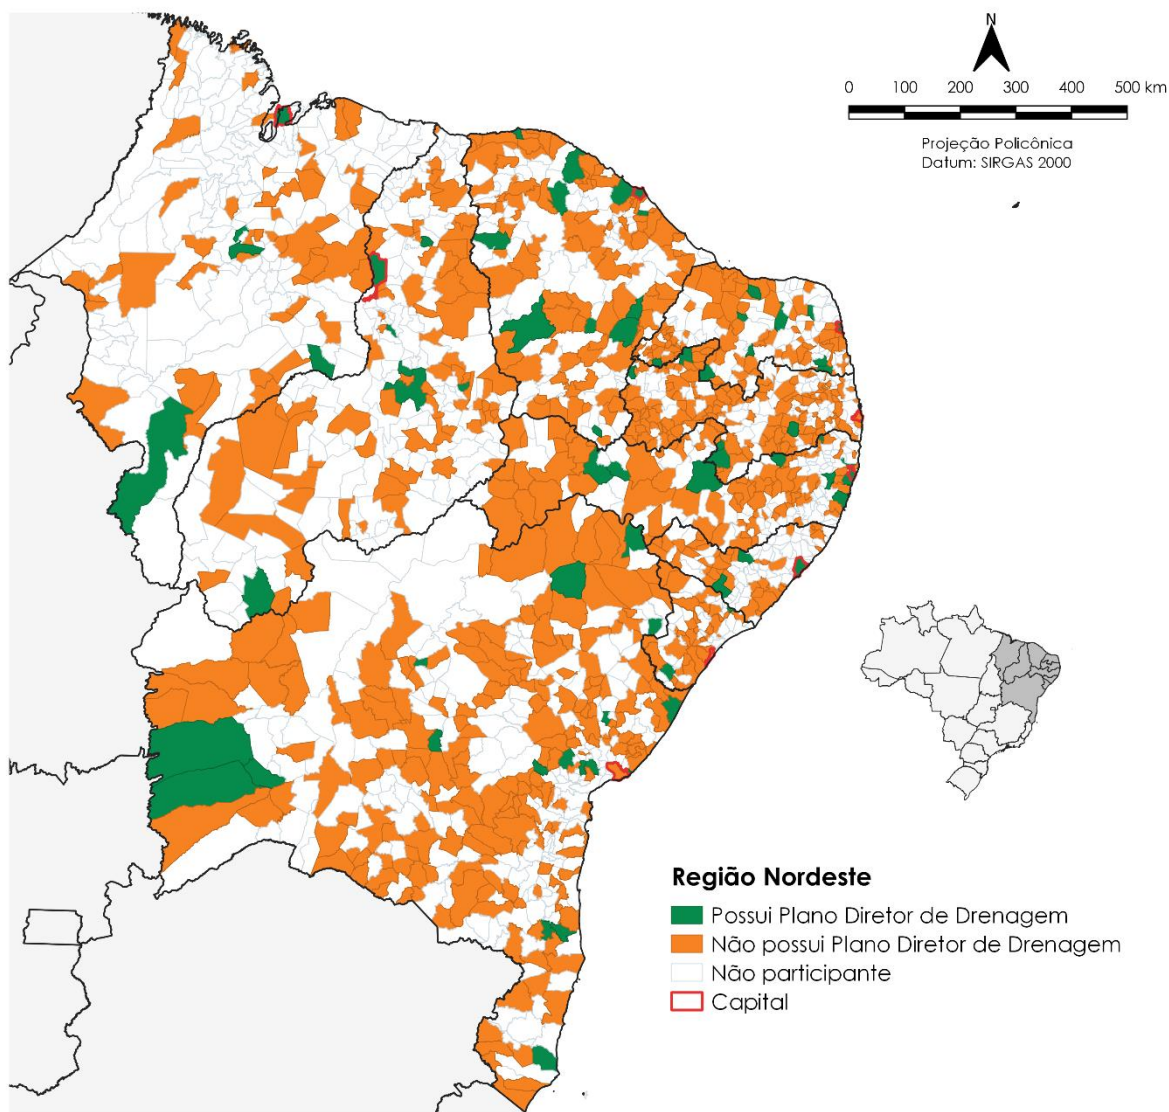 N
0 100 200 300 400 500 km
Projeção Policônica
Datum: SIRGAS 2000
Região Nordeste
Possui Plano Diretor de Drenagem
Não possui Plano Diretor de Drenagem
Não participante
Capital